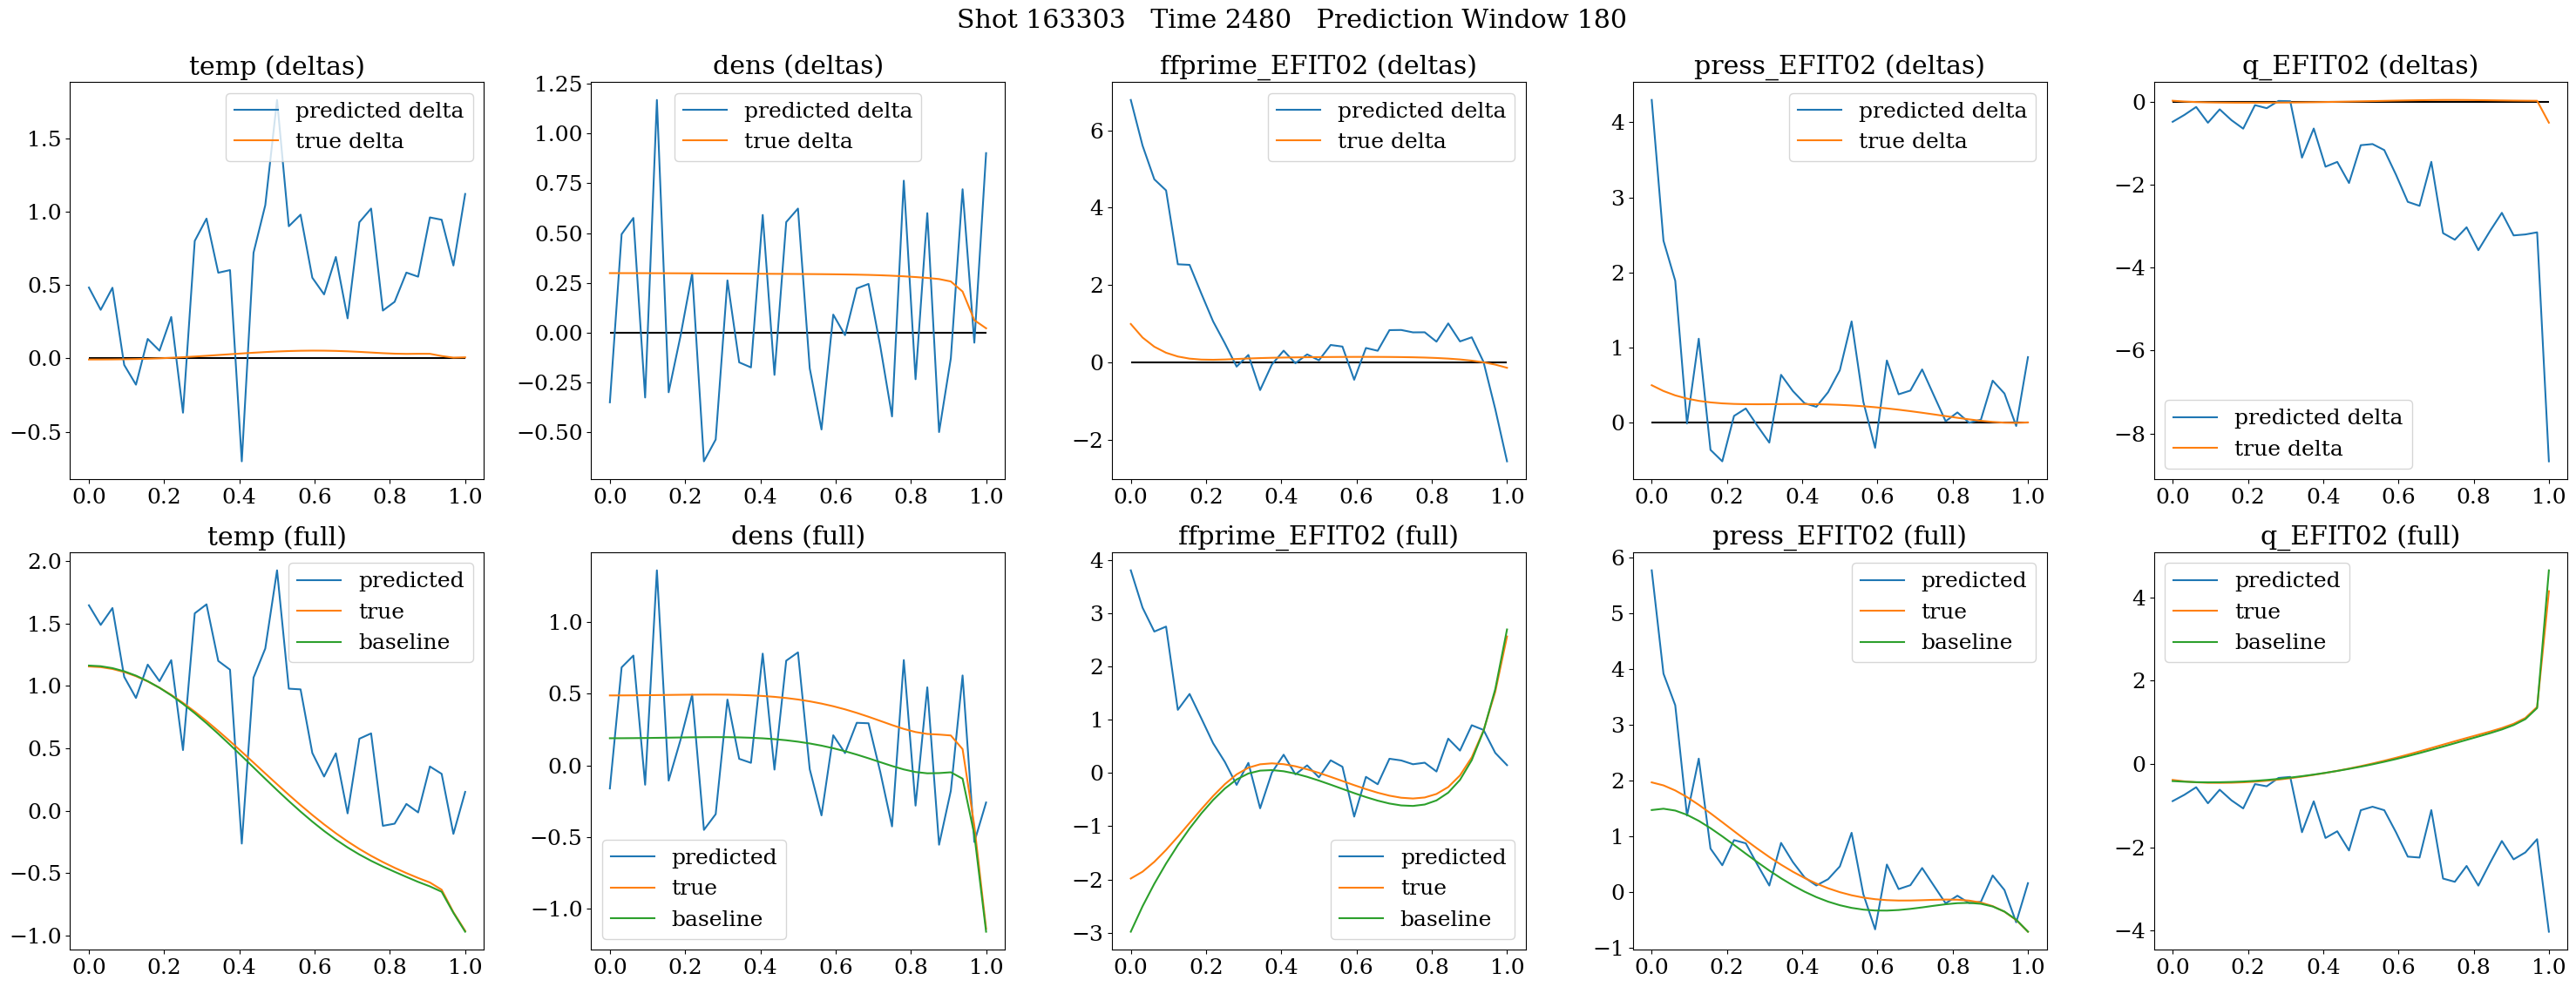 Shot 163303   Time 2480   Prediction Window 180
temp (deltas)
predicted delta
true delta
1.5
1.0
0.5
0.0
−0.5
0.0 0.2 0.4 0.6 0.8 1.0
dens (deltas)
predicted delta
true delta
1.25
1.00
0.75
0.50
0.25
0.00
−0.25
−0.50
0.0 0.2 0.4 0.6 0.8 1.0
ffprime_EFIT02 (deltas)
predicted delta
true delta
6
4
2
0
−2
0.0 0.2 0.4 0.6 0.8 1.0
press_EFIT02 (deltas)
predicted delta
true delta
4
3
2
1
0
0.0 0.2 0.4 0.6 0.8 1.0
q_EFIT02 (deltas)
0
−2
−4
−6
−8
predicted delta
true delta
0.0 0.2 0.4 0.6 0.8 1.0
temp (full)
predicted
true
baseline
2.0
1.5
1.0
0.5
0.0
−0.5
−1.0
0.0 0.2 0.4 0.6 0.8 1.0
dens (full)
1.0
0.5
0.0
−0.5
−1.0
predicted
true
baseline
0.0 0.2 0.4 0.6 0.8 1.0
ffprime_EFIT02 (full)
4
3
2
1
0
−1
−2
−3
predicted
true
baseline
0.0 0.2 0.4 0.6 0.8 1.0
press_EFIT02 (full)
predicted
true
baseline
6
5
4
3
2
1
0
−1
0.0 0.2 0.4 0.6 0.8 1.0
q_EFIT02 (full)
predicted
true
baseline
4
2
0
−2
−4
0.0 0.2 0.4 0.6 0.8 1.0